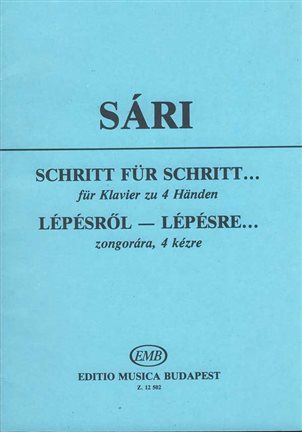 SÁRI
SCHRITT FÜR SCHRITT...
für Klavier zu 4 Händen
LÉPÉSRŐL — LÉPÉSRE...
zongorára, 4 kézre
EMB
EDITIO MUSICA BUDAPEST
Z. 12 502